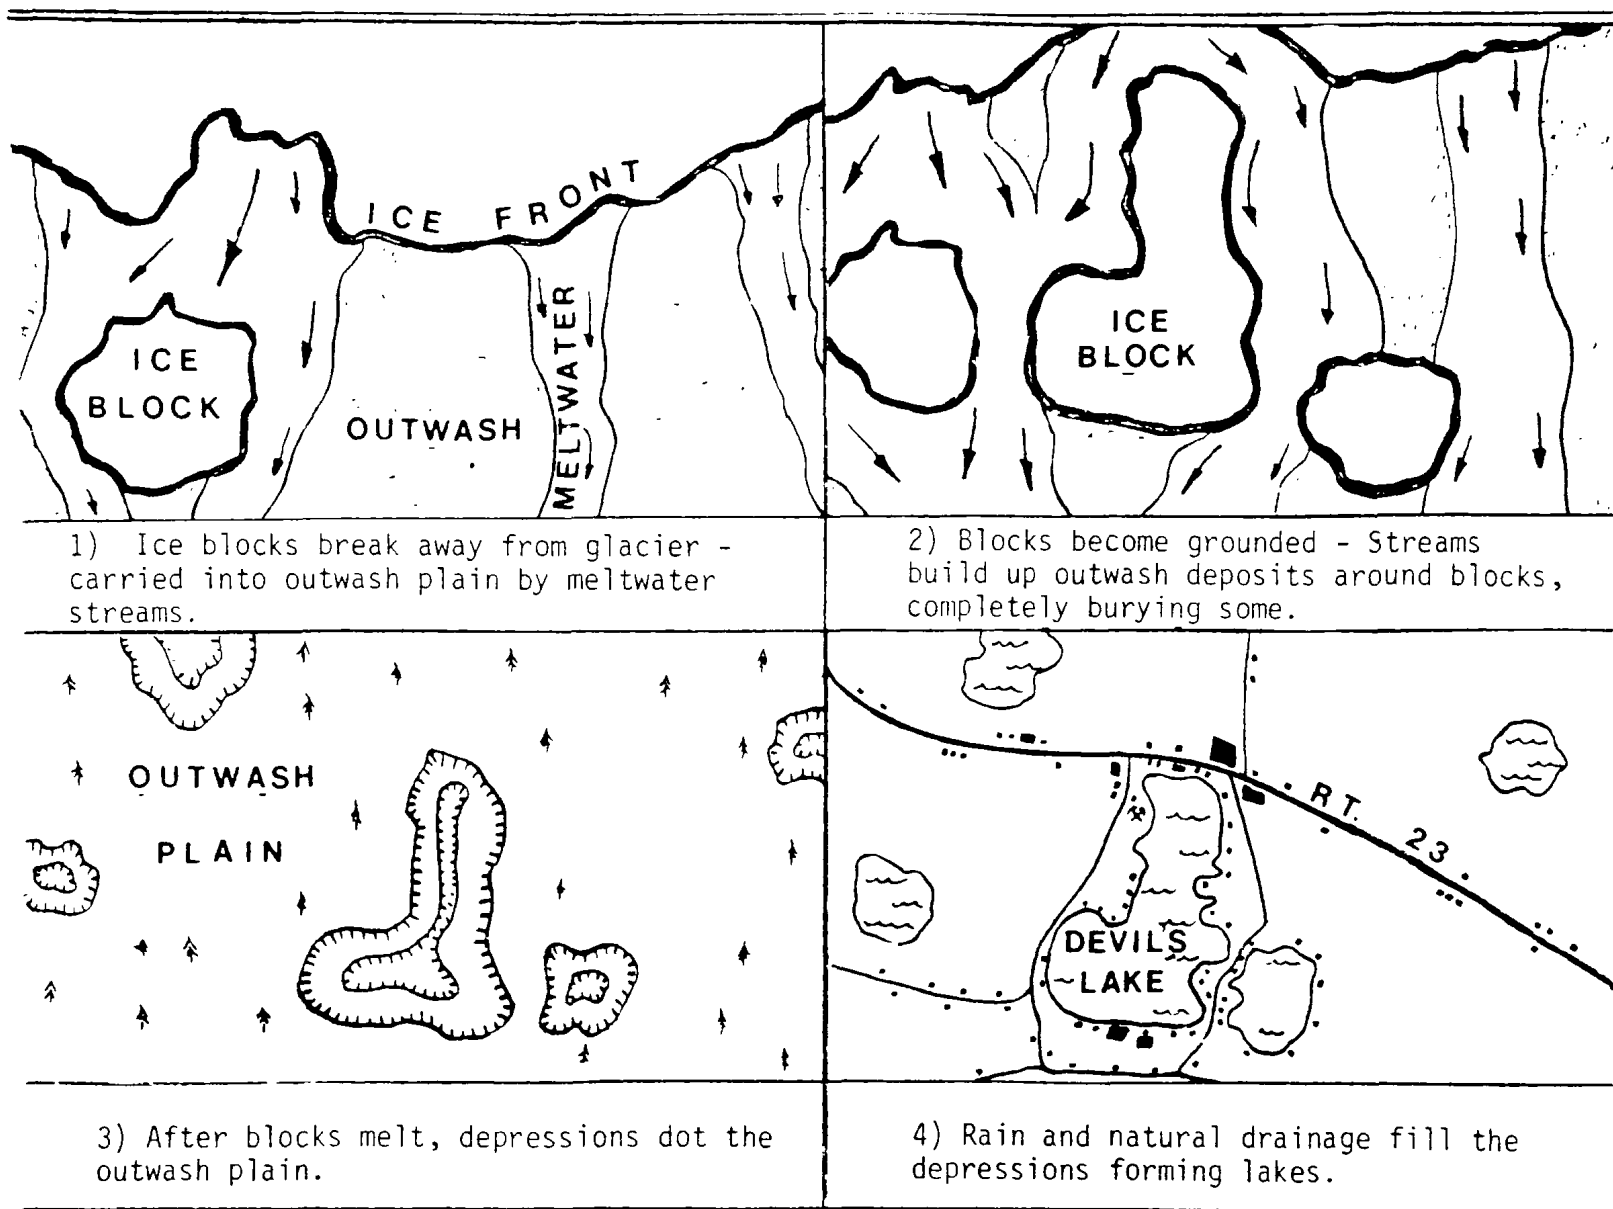 ICE FRONT
ICE
BLOCK
OUTWASH
MELTWATER
1) Ice blocks break away from glacier -
carried into outwash plain by meltwater
streams.
ICE
BLOCK
2) Blocks become grounded - Streams
build up outwash deposits around blocks,
completely burying some.
OUTWASH
PLAIN
3) After blocks melt, depressions dot the
outwash plain.
RT. 23
DEVILS
LAKE
4) Rain and natural drainage fill the
depressions forming lakes.